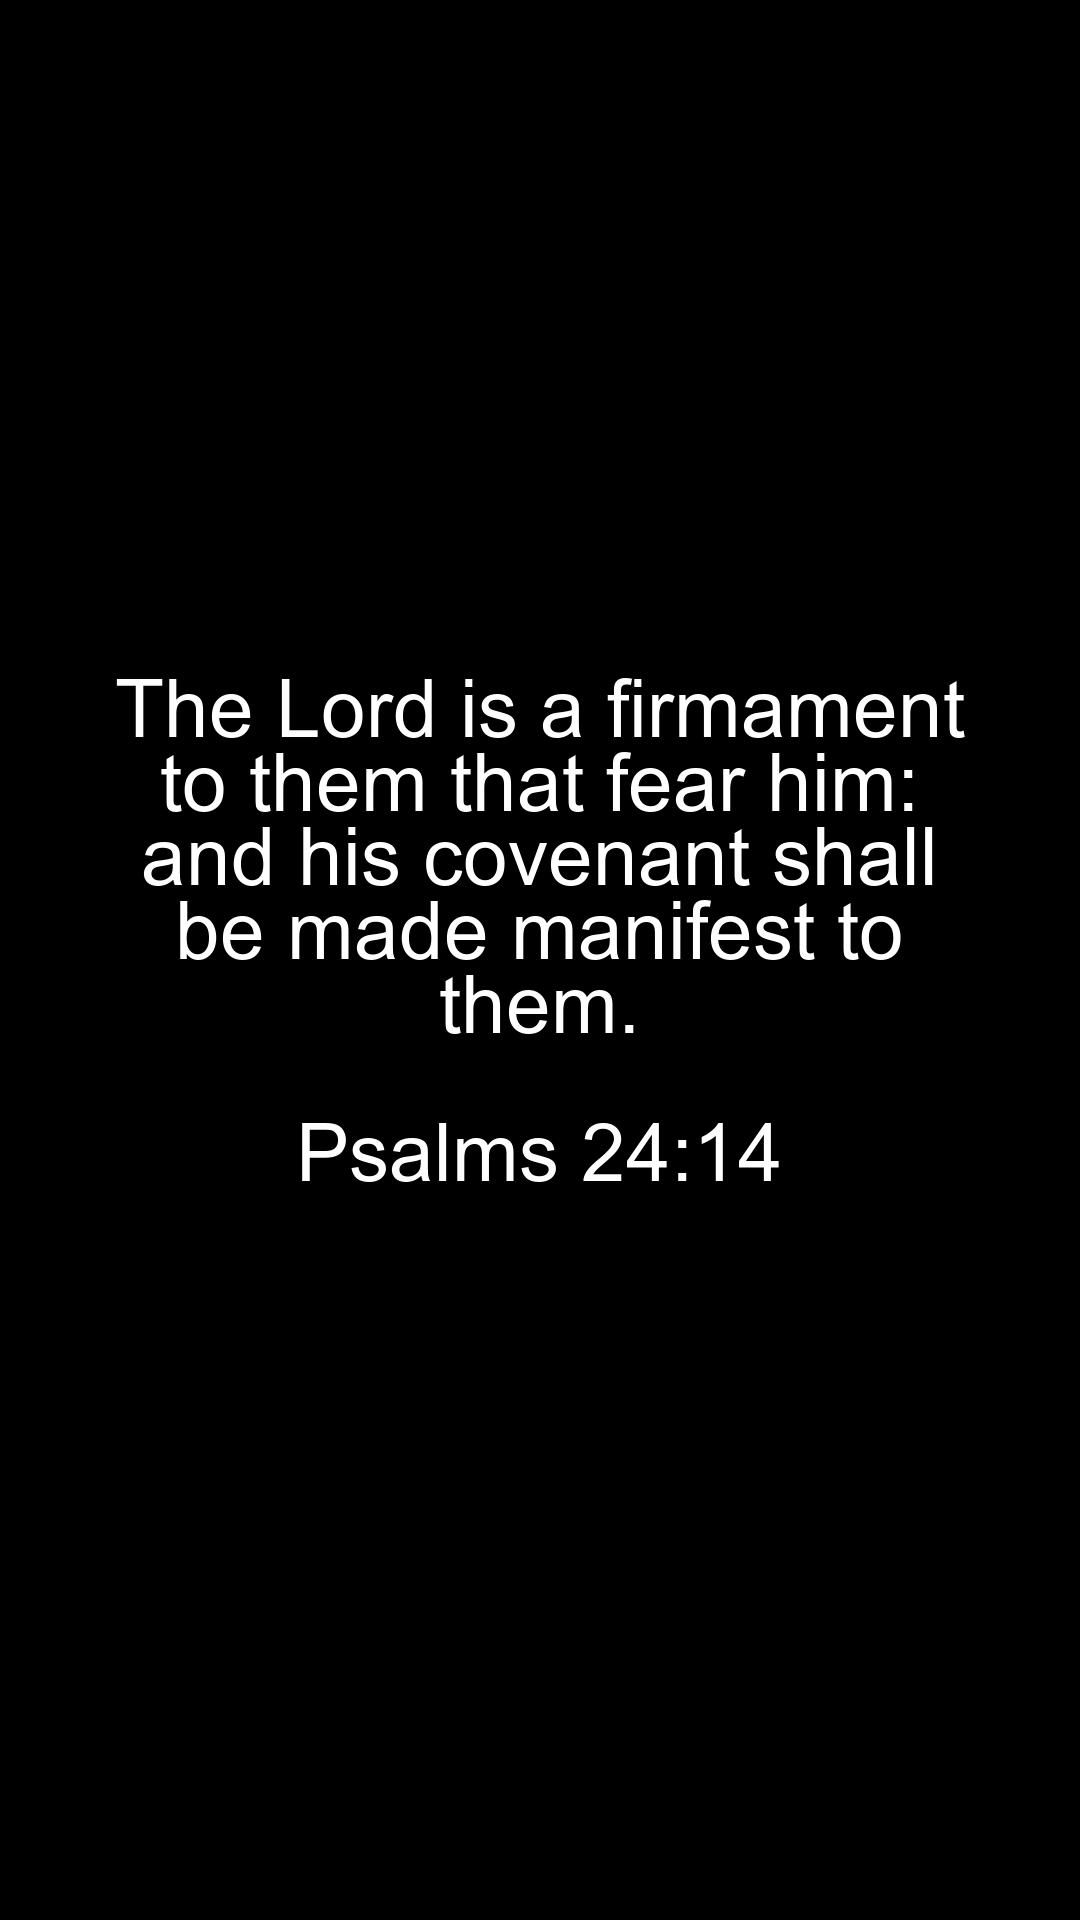 The Lord is a firmament
to them that fear him:
and his covenant shall
be made manifest to
them.
Psalms 24:14